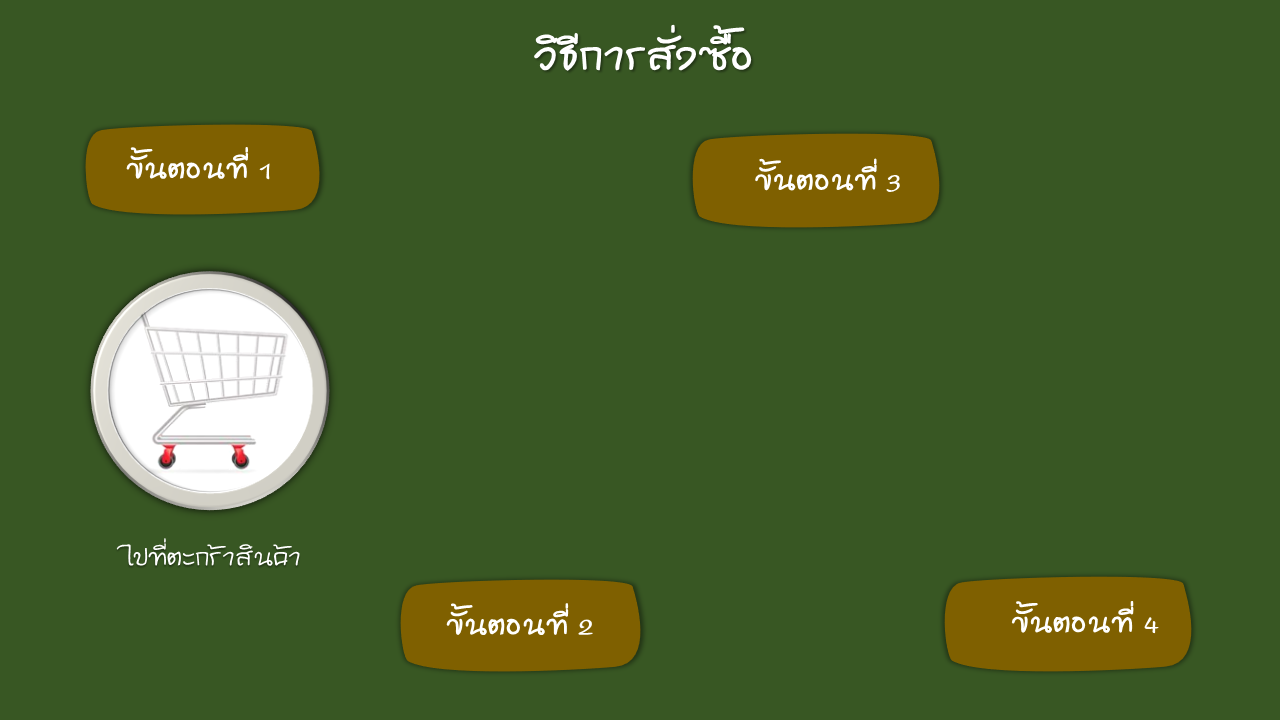 วิธีการสั่งซื้อ
ขั้นตอนที่ 1
ไปที่ตะกร้าสินค้า
ขั้นตอนที่ 2
ขั้นตอนที่ 3
ขั้นตอนที่ 4